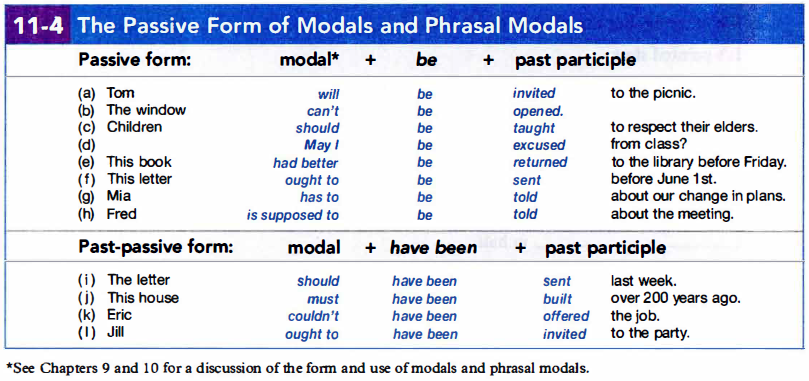 11-4 The Passive Form of Modals and Phrasal Modals
Passive form: modal* + be + past participle
(a) Tom will be invited to the picnic.
(b) The window can't be opened.
(c) Children should be taught to respect their elders.
(d) May I be excused from class?
(e) This book had better be returned to the library before Friday.
(f) This letter ought to be sent before June 1st.
(g) Mia has to be told about our change in plans.
(h) Fred is supposed to be told about the meeting.
Past-passive form: modal + have been + past participle
(i) The letter should have been sent last week.
(j) This house must have been built over 200 years ago.
(k) Eric couldn't have been offered the job.
(l) Jill ought to have been invited to the party.
*See Chapters 9 and 10 for a discussion of the form and use of modals and phrasal modals.